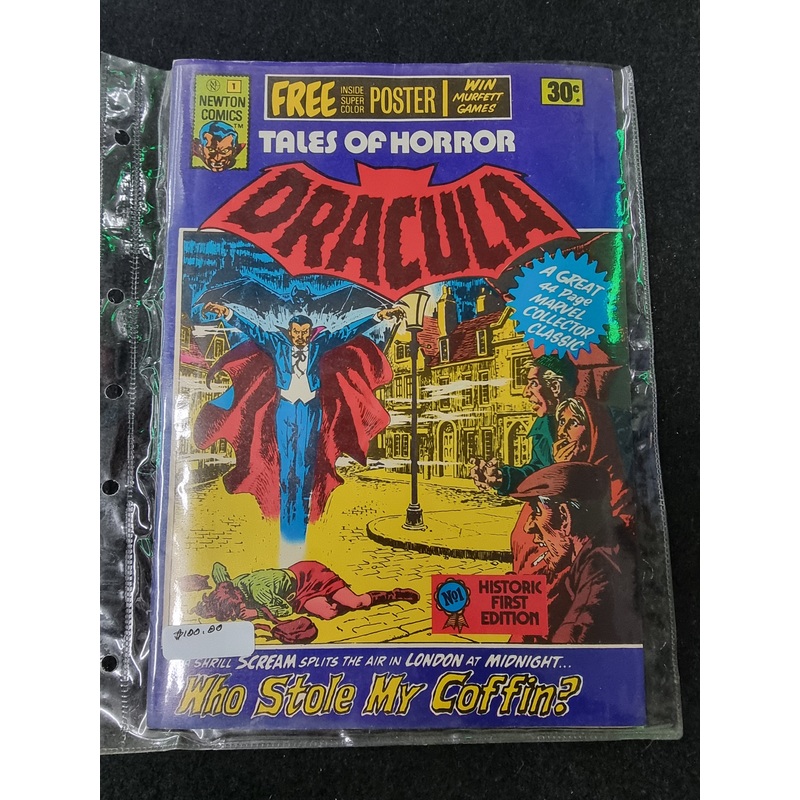 1
NEWTON
COMICS
TM
FREE
INSIDE
SUPER
COLOR
POSTER
WIN
MURFETT
GAMES
30¢.
TALES OF HORROR
DRACULA
A GREAT
44 Page
MARVEL
COLLECTOR
CLASSIC
No1
HISTORIC
FIRST
EDITION
$100.00
SHRILL SCREAM SPLITS THE AIR IN LONDON AT MIDNIGHT...
Who Stole My Coffin?